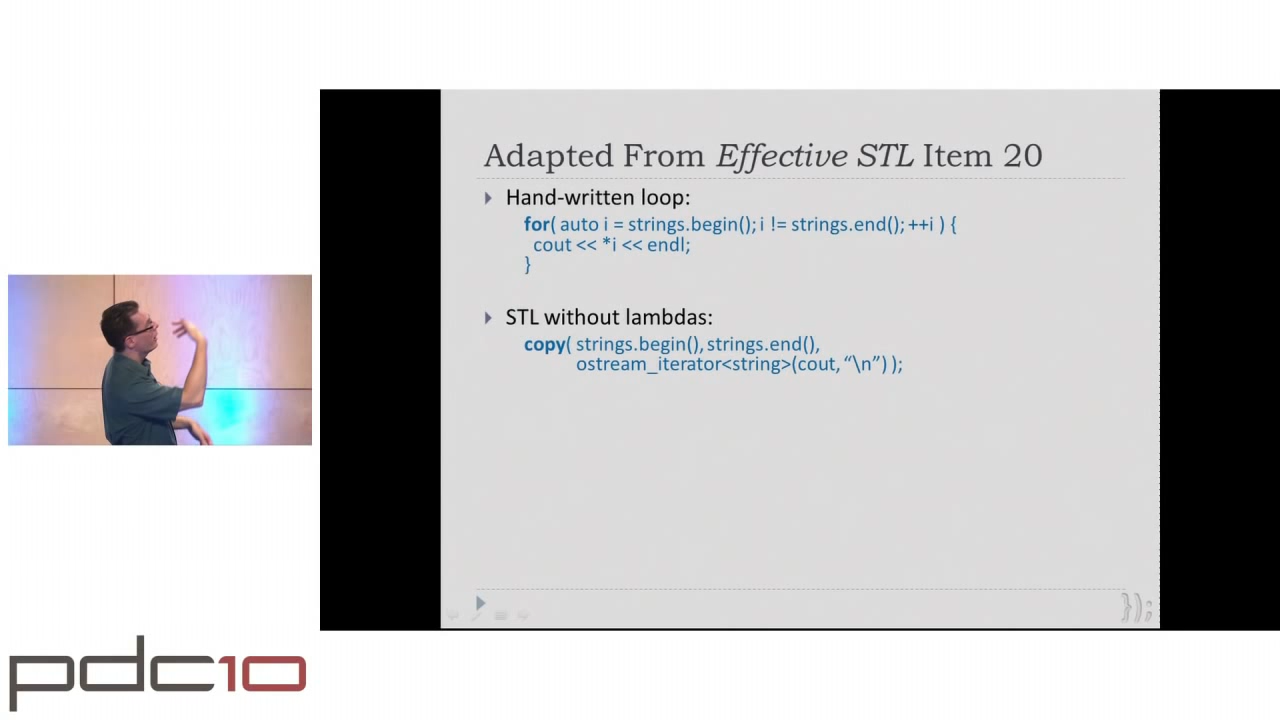 Adapted From Effective STL Item 20
Hand-written loop:
for( auto i = strings.begin(); i != strings.end(); ++i ) {
cout << *i << endl;
}
STL without lambdas:
copy( strings.begin(), strings.end(),
ostream_iterator<string>(cout, “\n”) );
});
pdc10